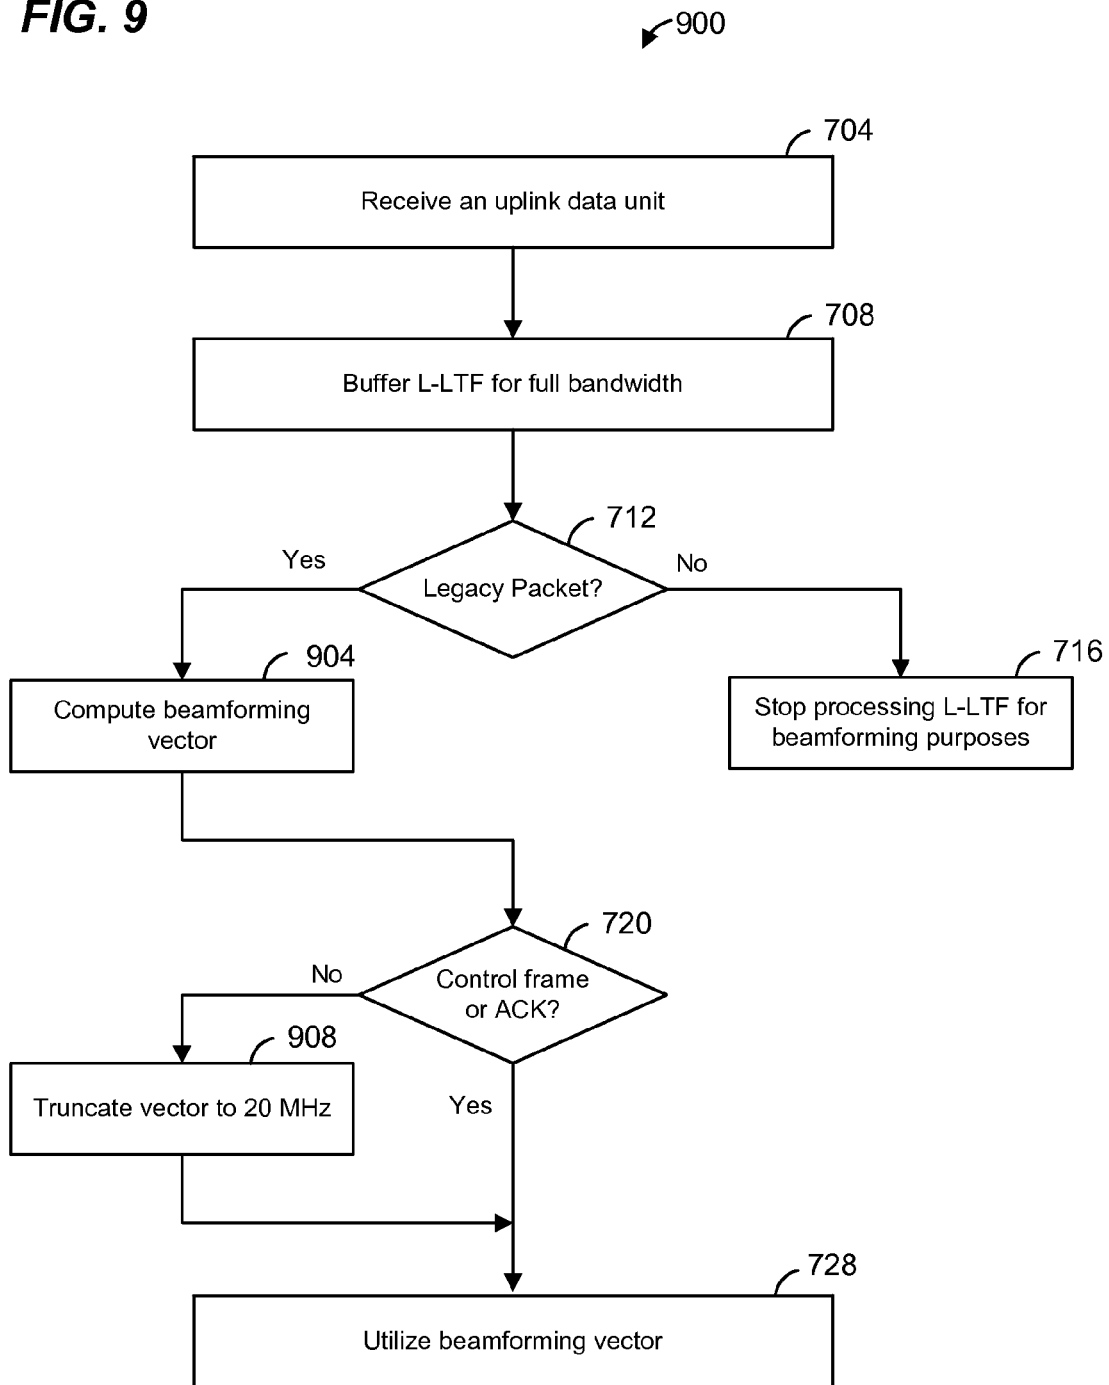 FIG. 9
900
704
Receive an uplink data unit
708
Buffer L-LTF for full bandwidth
712
Yes
No
Legacy Packet?
904
716
Compute beamforming
vector
Stop processing L-LTF for
beamforming purposes
720
No
Control frame
or ACK?
908
Truncate vector to 20 MHz
Yes
728
Utilize beamforming vector